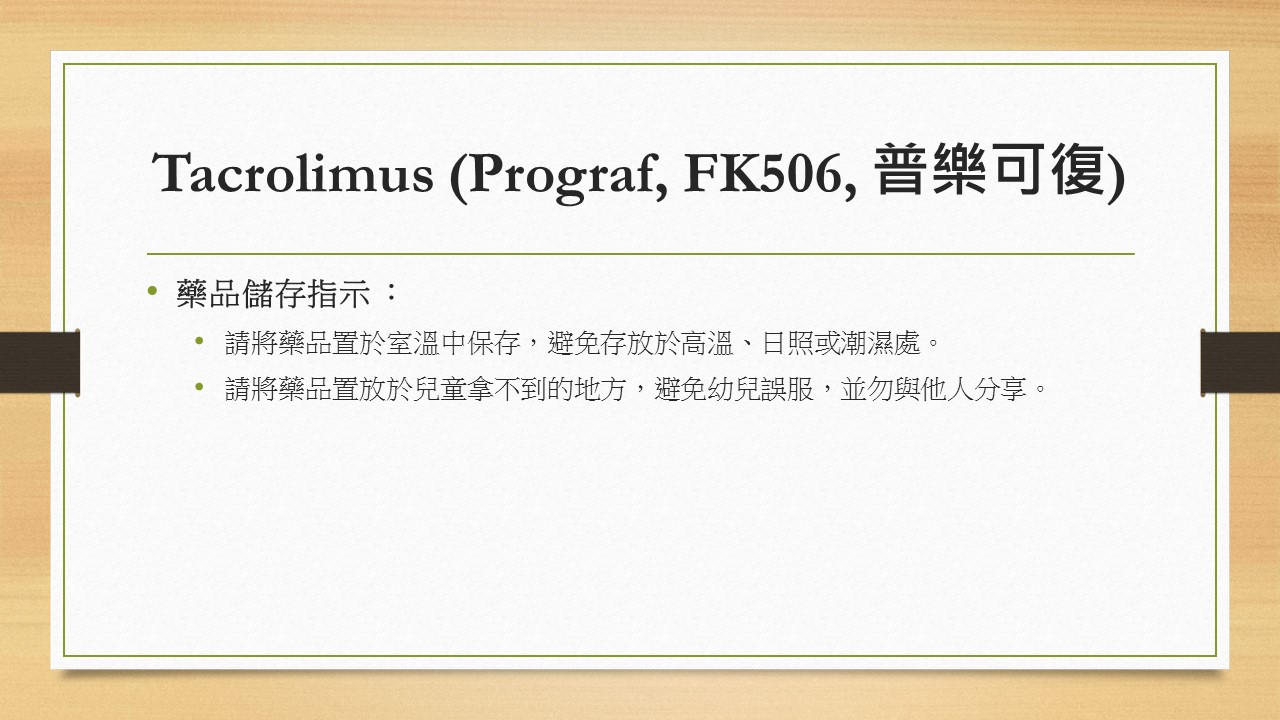 Tacrolimus (Prograf, FK506, 普樂可復)
• 藥品儲存指示：
• 請將藥品置於室溫中保存，避免存放於高溫、日照或潮濕處。
• 請將藥品置放於兒童拿不到的地方，避免幼兒誤服，並勿與他人分享。